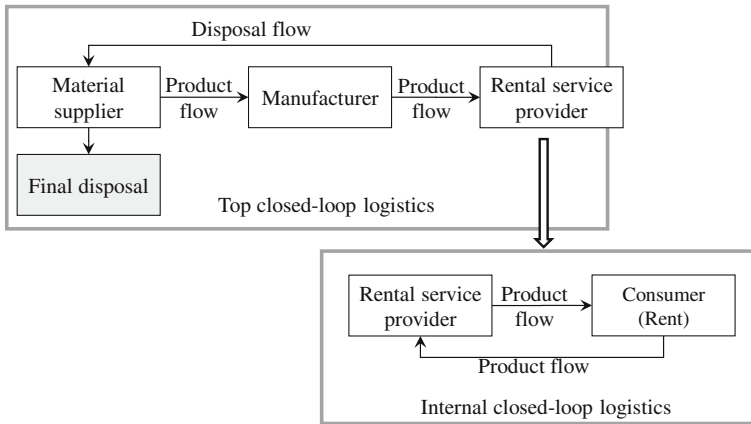 Disposal flow
Material
supplier
Product
flow
Manufacturer
Product
flow
Rental service
provider
Final disposal
Top closed-loop logistics
Rental service
provider
Product
flow
Consumer
(Rent)
Product flow
Internal closed-loop logistics